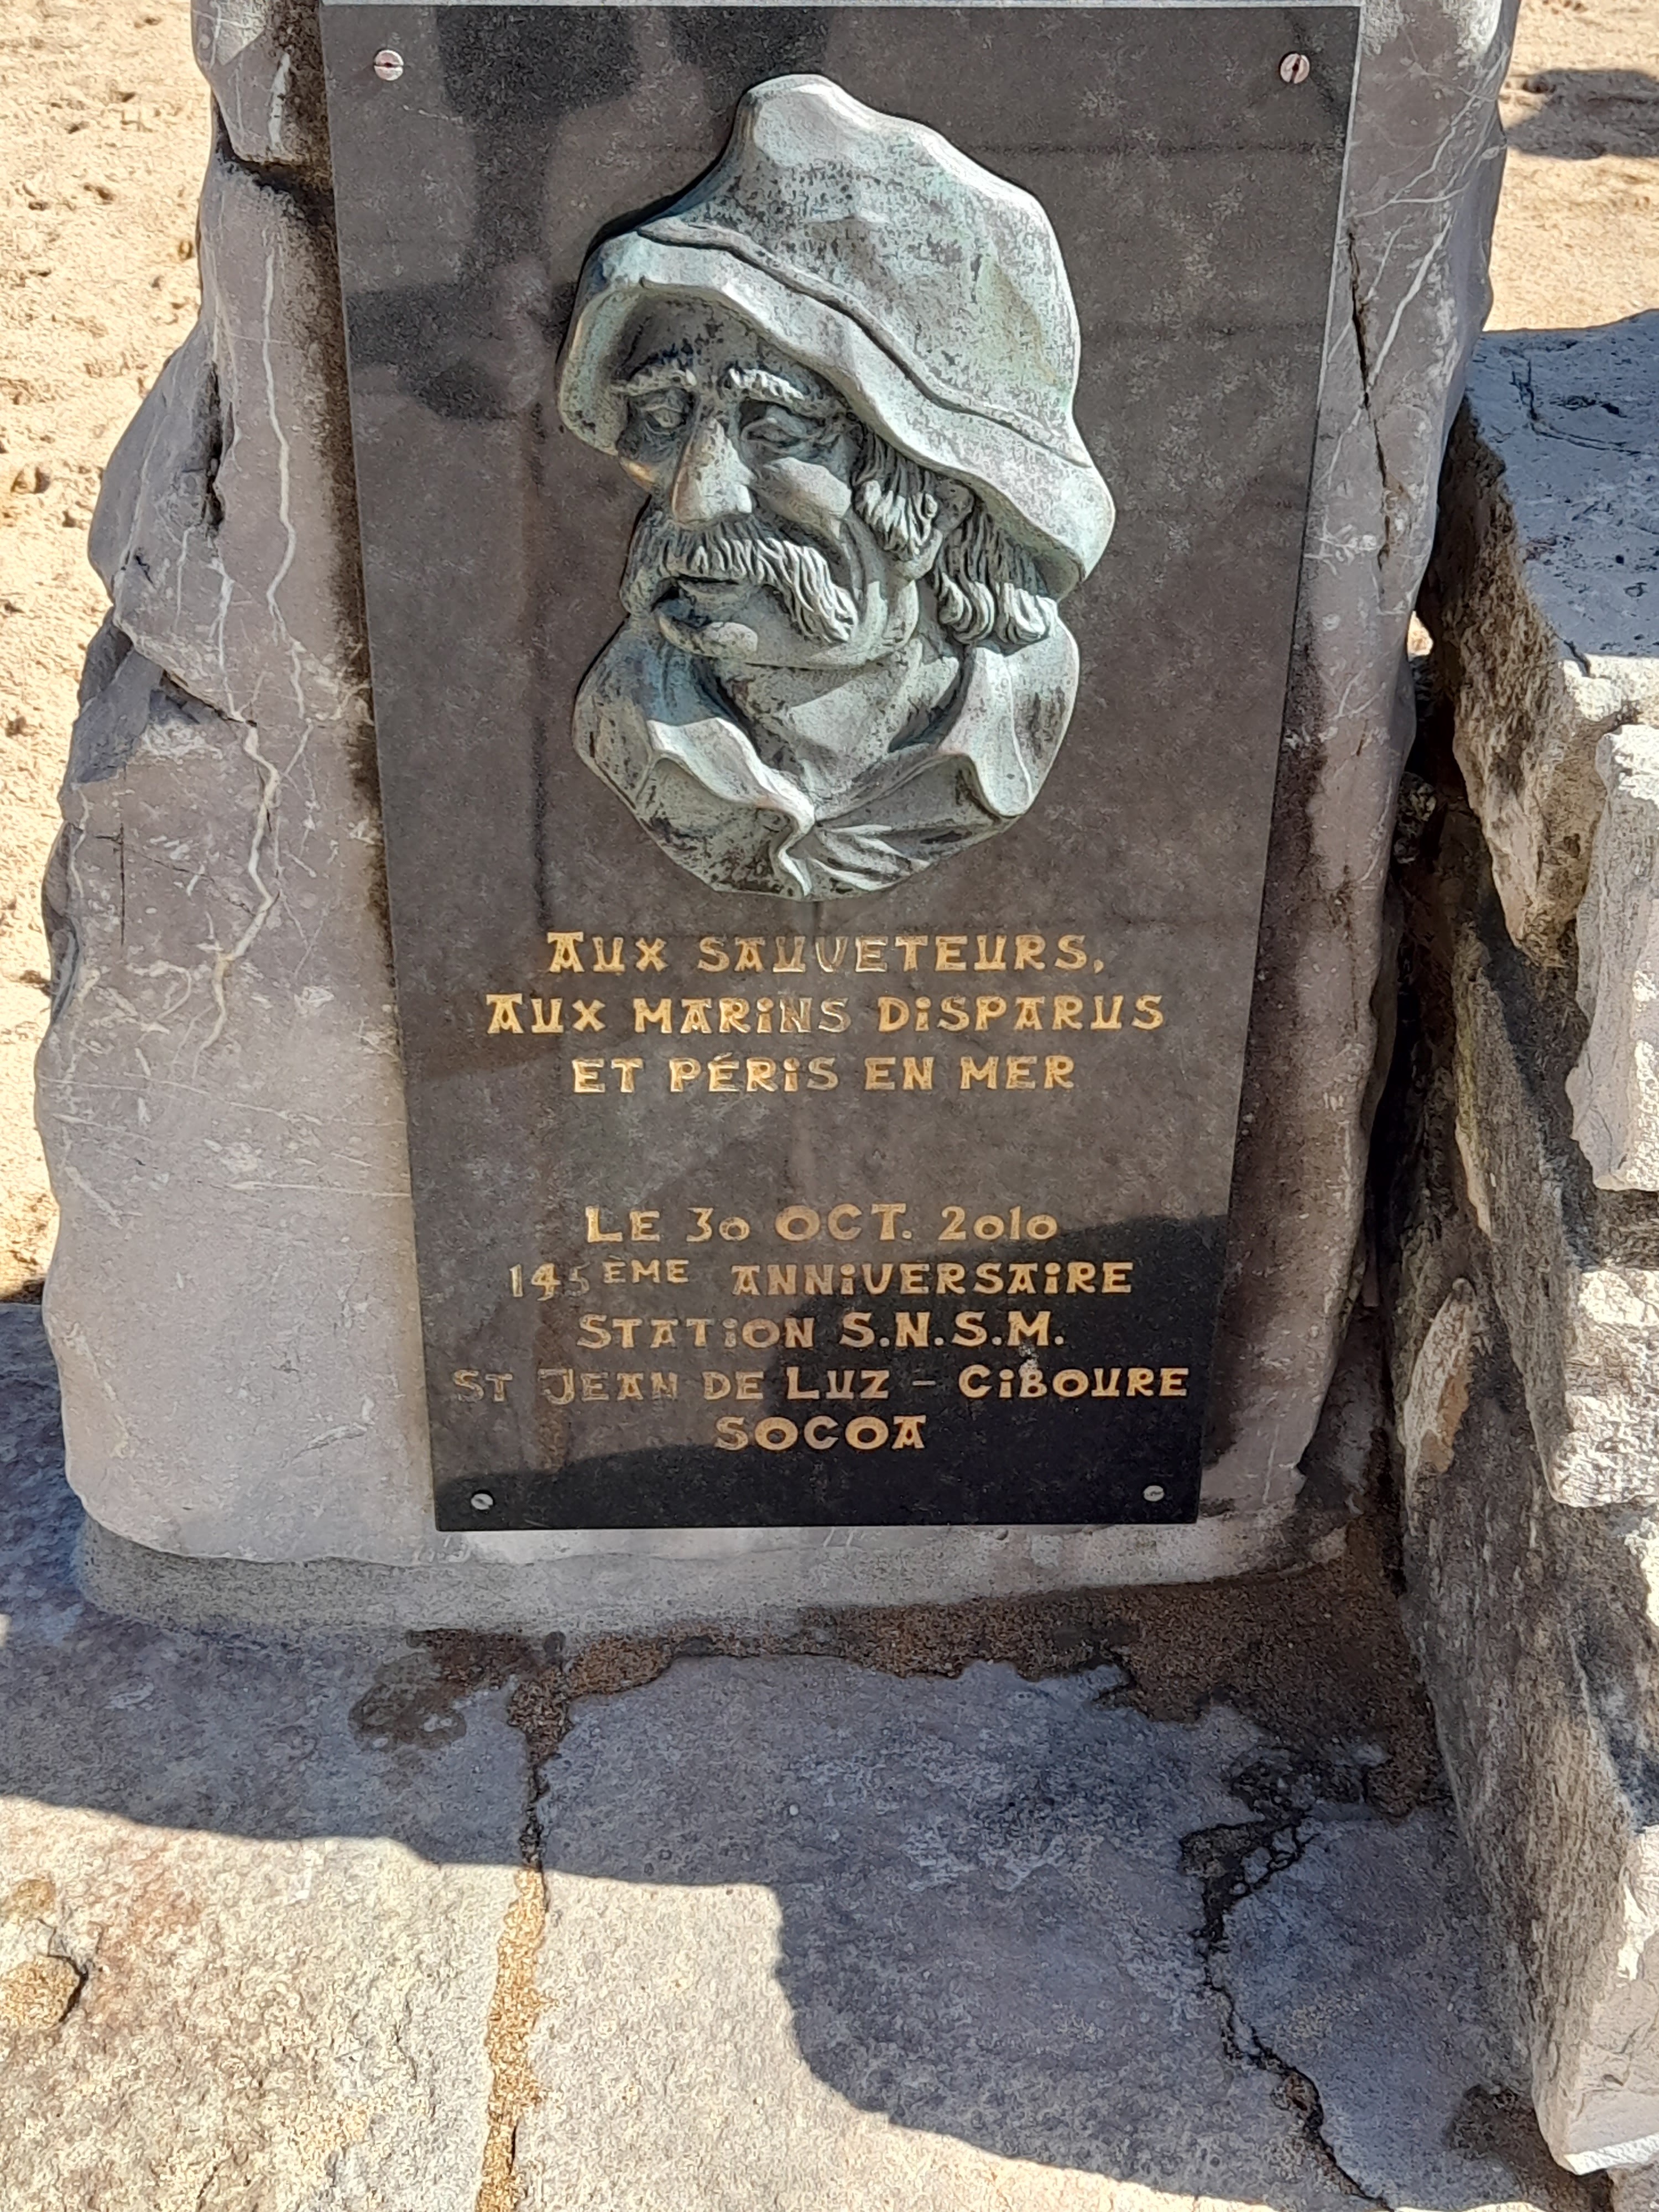 AUX SAUVETEURS,
AUX MARiNS DiSPARUS
ET PÉRiS EN MER
LE 30 OCT. 2010
145ÈME ANNiVERSAiRE
STATiON S.N.S.M.
ST JEAN DE LUZ - CiBOURE
SOCOA